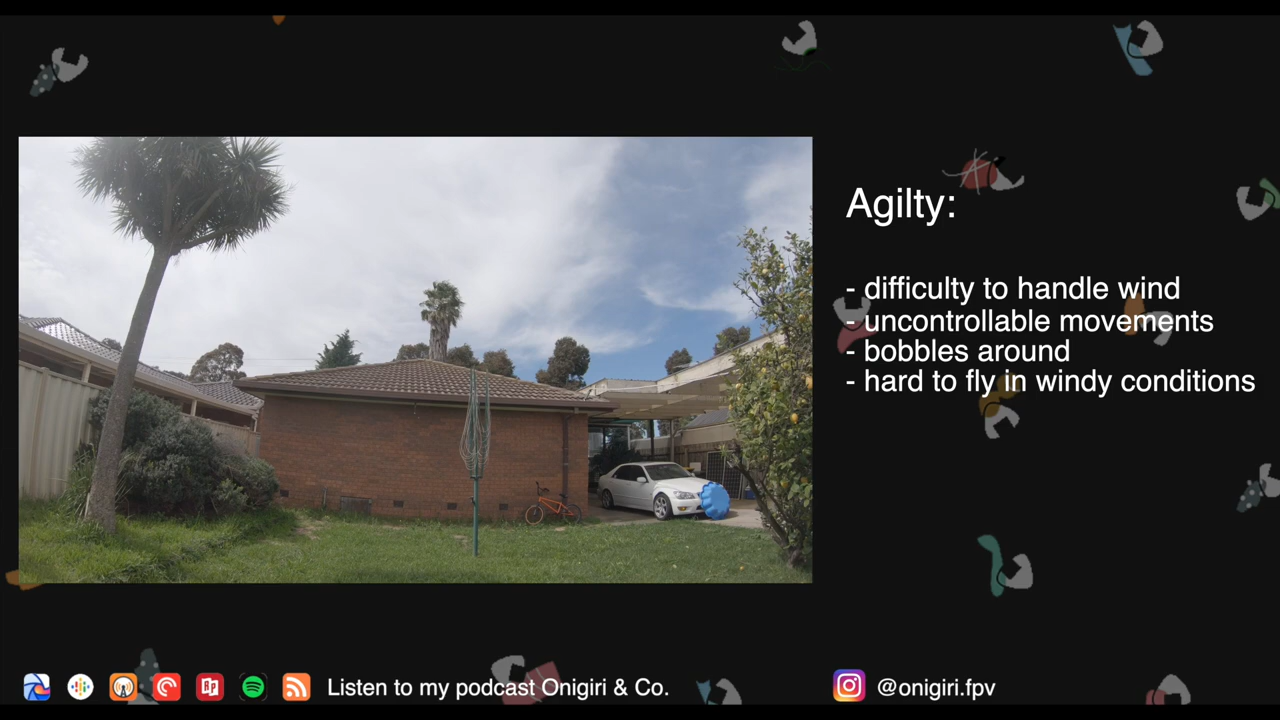 Agilty:
- difficulty to handle wind
- uncontrollable movements
- bobbles around
- hard to fly in windy conditions
Listen to my podcast Onigiri & Co.
@onigiri.fpv